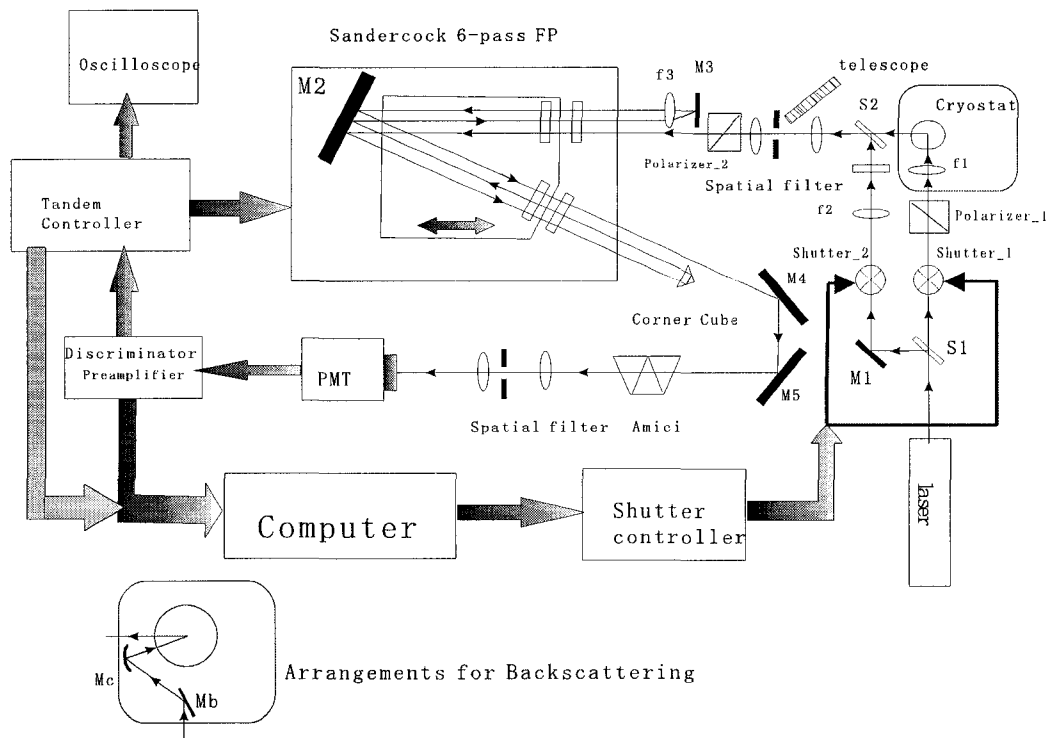 Sandercock 6-pass FP
Oscilloscope
M2
f3
M3
telescope
S2
Cryostat
f1
Polarizer_2
Spatial filter
f2
Polarizer_1
Tandem
Controller
Shutter_2
Shutter_1
M4
Corner Cube
S1
M1
Discriminator
Preamplifier
PMT
M5
Spatial filter
Amici
laser
Computer
Shutter
controller
Mc
Mb
Arrangements for Backscattering